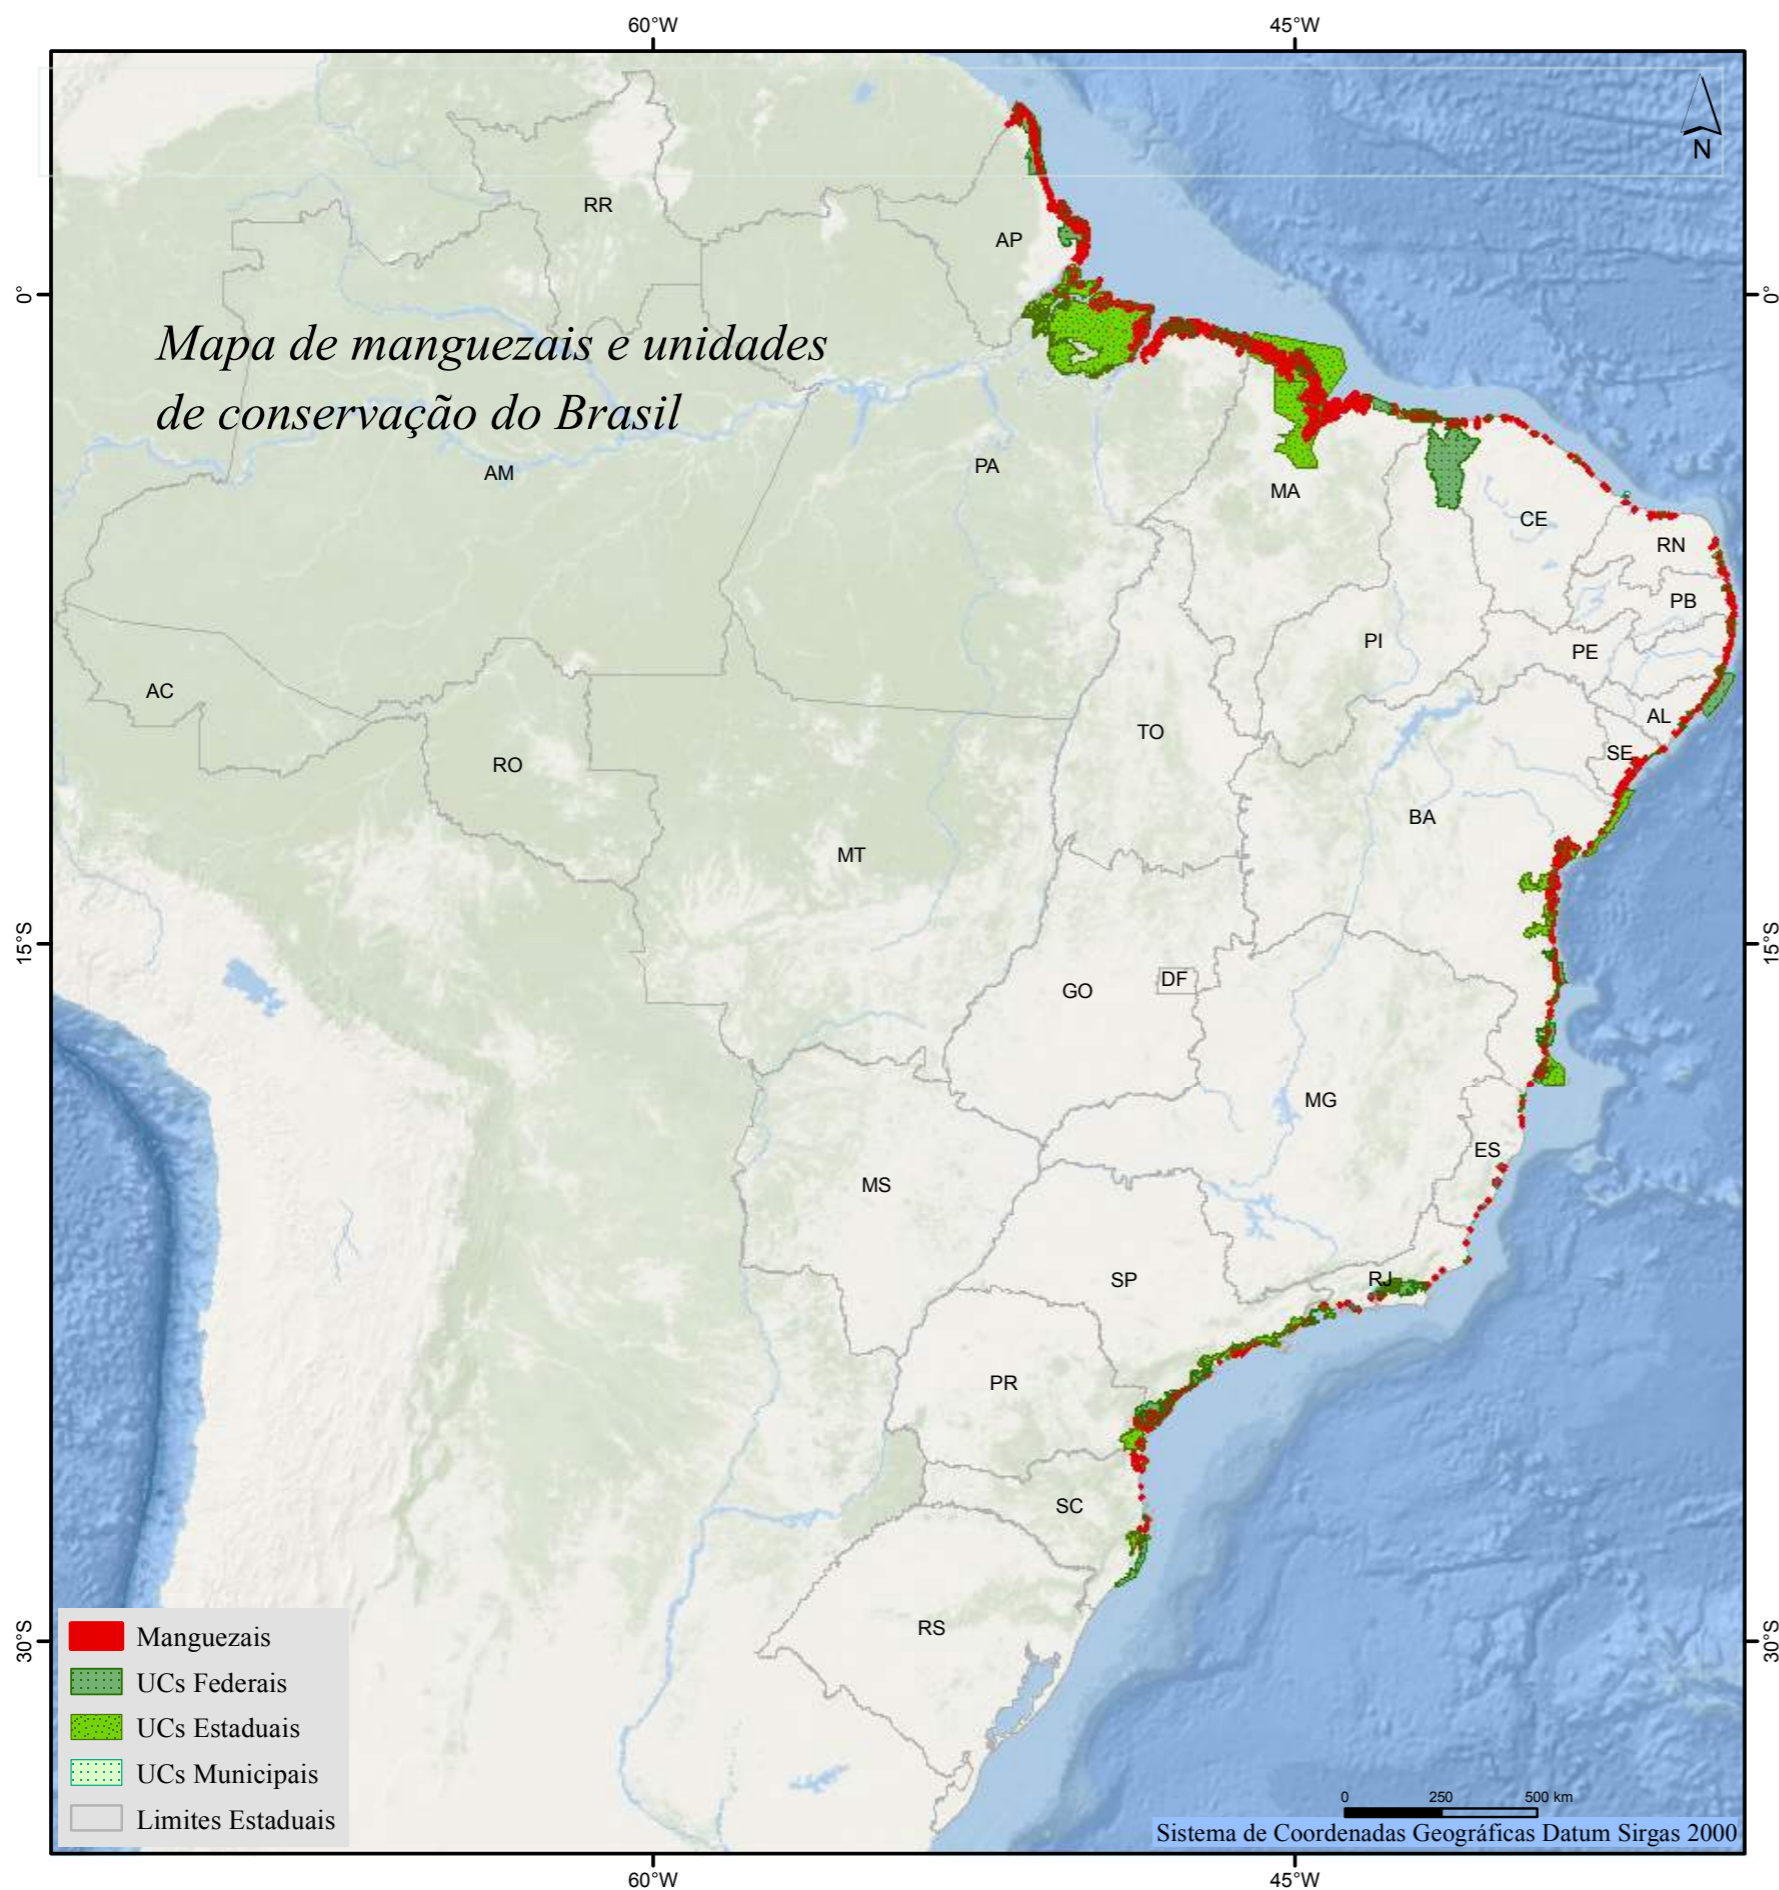 60°W
45°W
N
RR
AP
0°
0°
Mapa de manguezais e unidades
de conservação do Brasil
AM
PA
MA
CE
RN
PB
PI
PE
AC
AL
TO
SE
RO
BA
MT
15°S
15°S
DF
GO
MG
ES
MS
RJ
SP
PR
SC
RS
30°S
30°S
Manguezais
UCs Federais
UCs Estaduais
UCs Municipais
Limites Estaduais
0 250 500 km
Sistema de Coordenadas Geográficas Datum Sirgas 2000
60°W
45°W